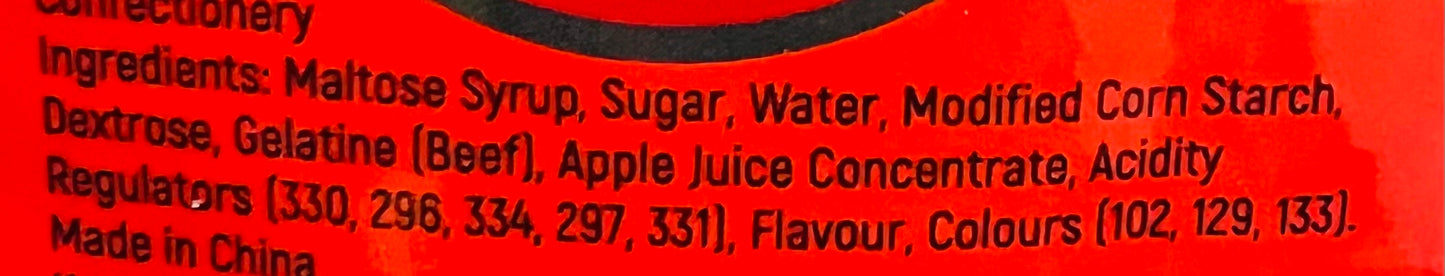 Confectionery
Ingredients: Maltose Syrup, Sugar, Water, Modified Corn Starch,
Dextrose, Gelatine (Beef), Apple Juice Concentrate, Acidity
Regulators (330, 296, 334, 297, 331), Flavour, Colours (102, 129, 133).
Made in China